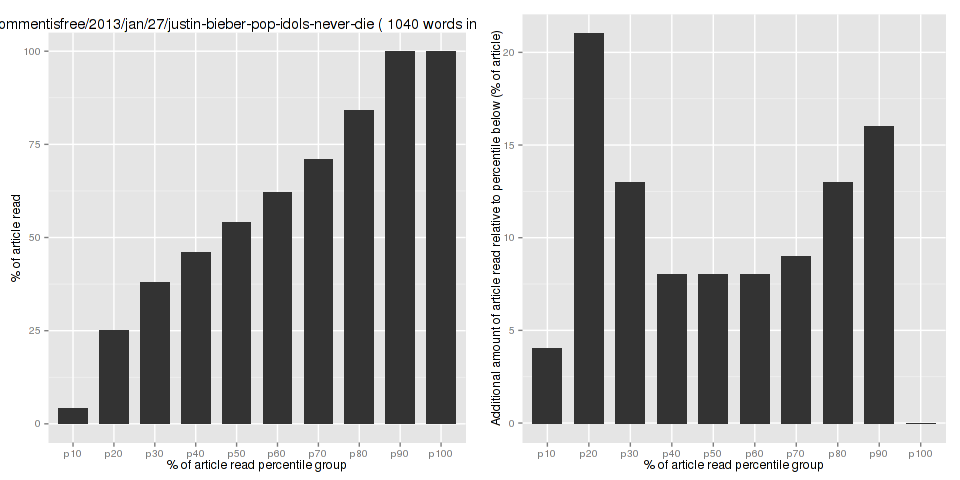 ommentisfree/2013/jan/27/justin-bieber-pop-idols-never-die ( 1040 words in
% of article read
100
75
50
25
0
p10 p20 p30 p40 p50 p60 p70 p80 p90 p100
% of article read percentile group
Additional amount of article read relative to percentile below (% of article)
20
15
10
5
0
p10 p20 p30 p40 p50 p60 p70 p80 p90 p100
% of article read percentile group